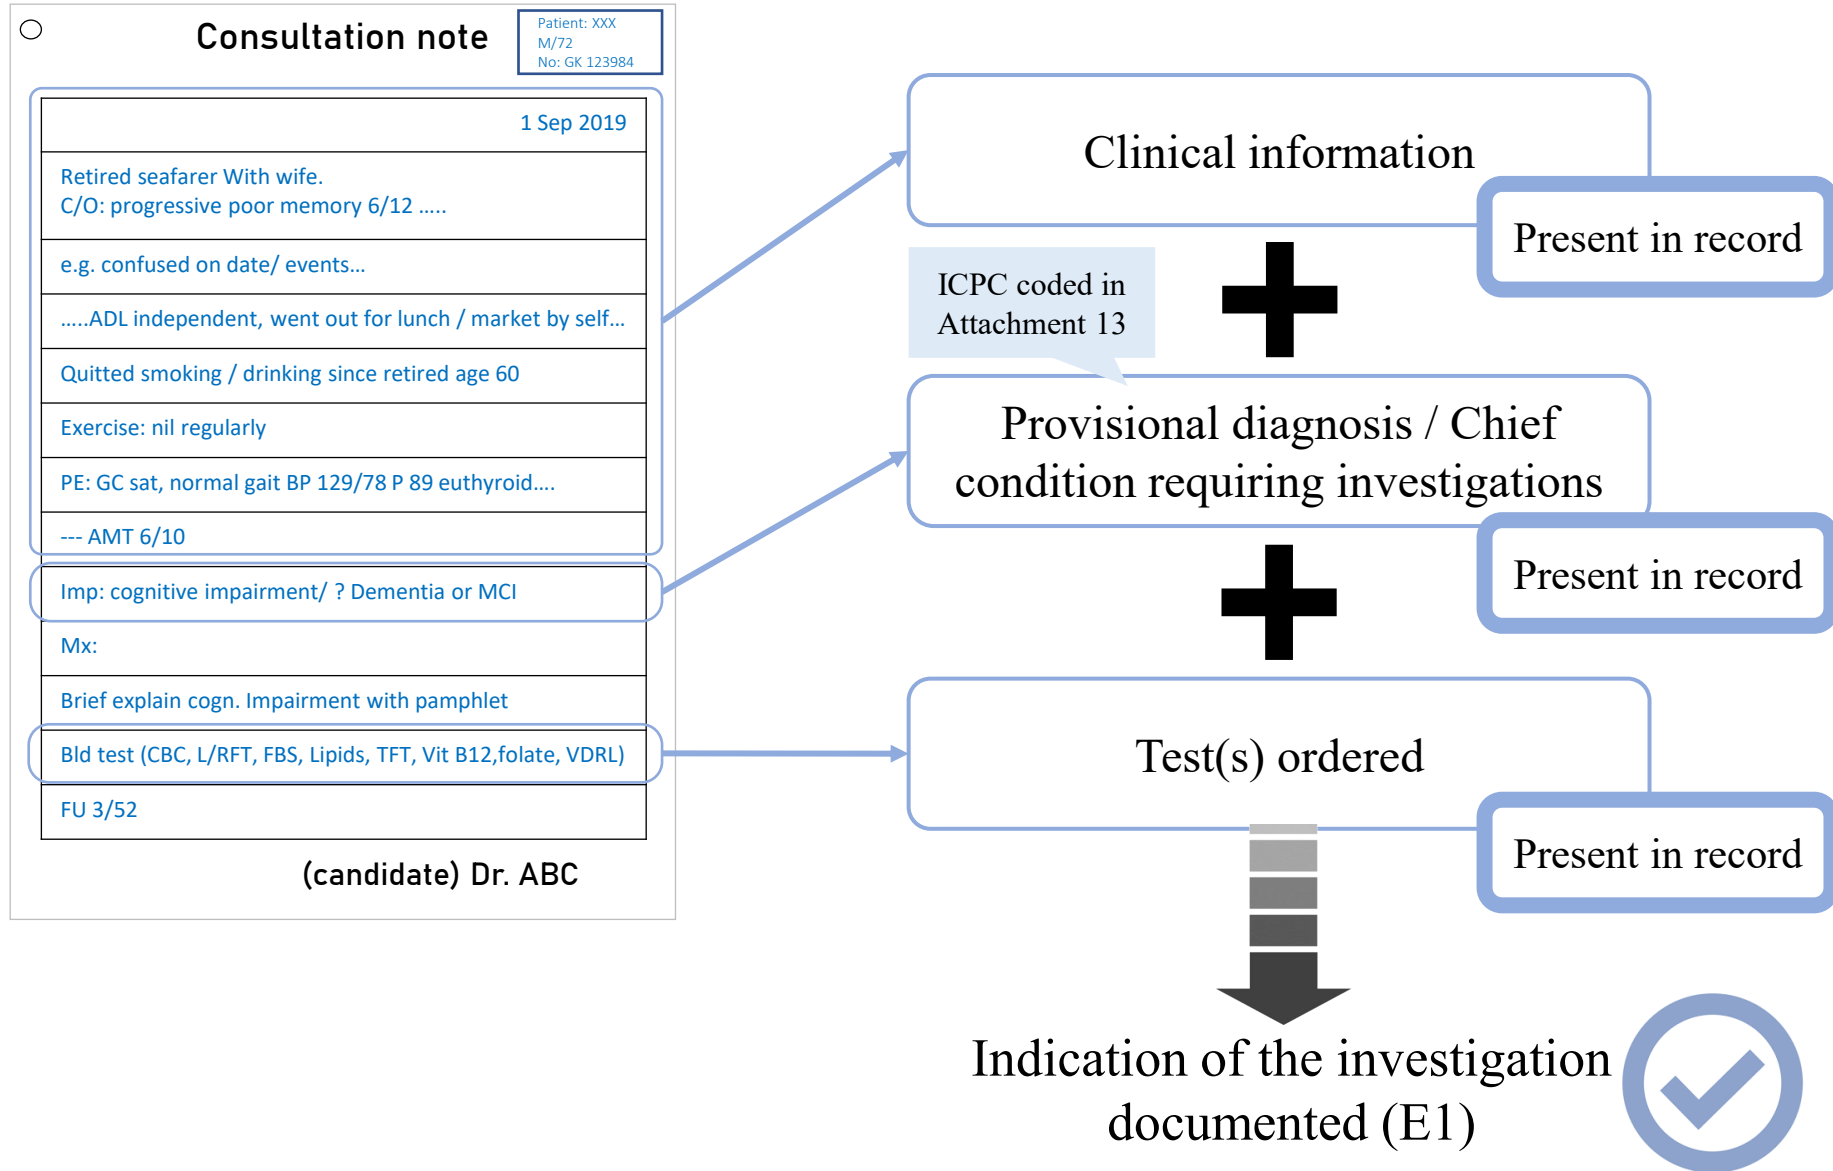 Consultation note
Patient: XXX
M/72
No: GK 123984
1 Sep 2019
Retired seafarer With wife.
C/O: progressive poor memory 6/12 .....
e.g. confused on date/ events...
.....ADL independent, went out for lunch / market by self...
Quitted smoking / drinking since retired age 60
Exercise: nil regularly
PE: GC sat, normal gait BP 129/78 P 89 euthyroid....
--- AMT 6/10
Imp: cognitive impairment/ ? Dementia or MCI
Mx:
Brief explain cogn. Impairment with pamphlet
Bld test (CBC, L/RFT, FBS, Lipids, TFT, Vit B12,folate, VDRL)
FU 3/52
(candidate) Dr. ABC
Clinical information
Present in record
ICPC coded in
Attachment 13
Provisional diagnosis / Chief
condition requiring investigations
Present in record
Test(s) ordered
Present in record
Indication of the investigation
documented (E1)